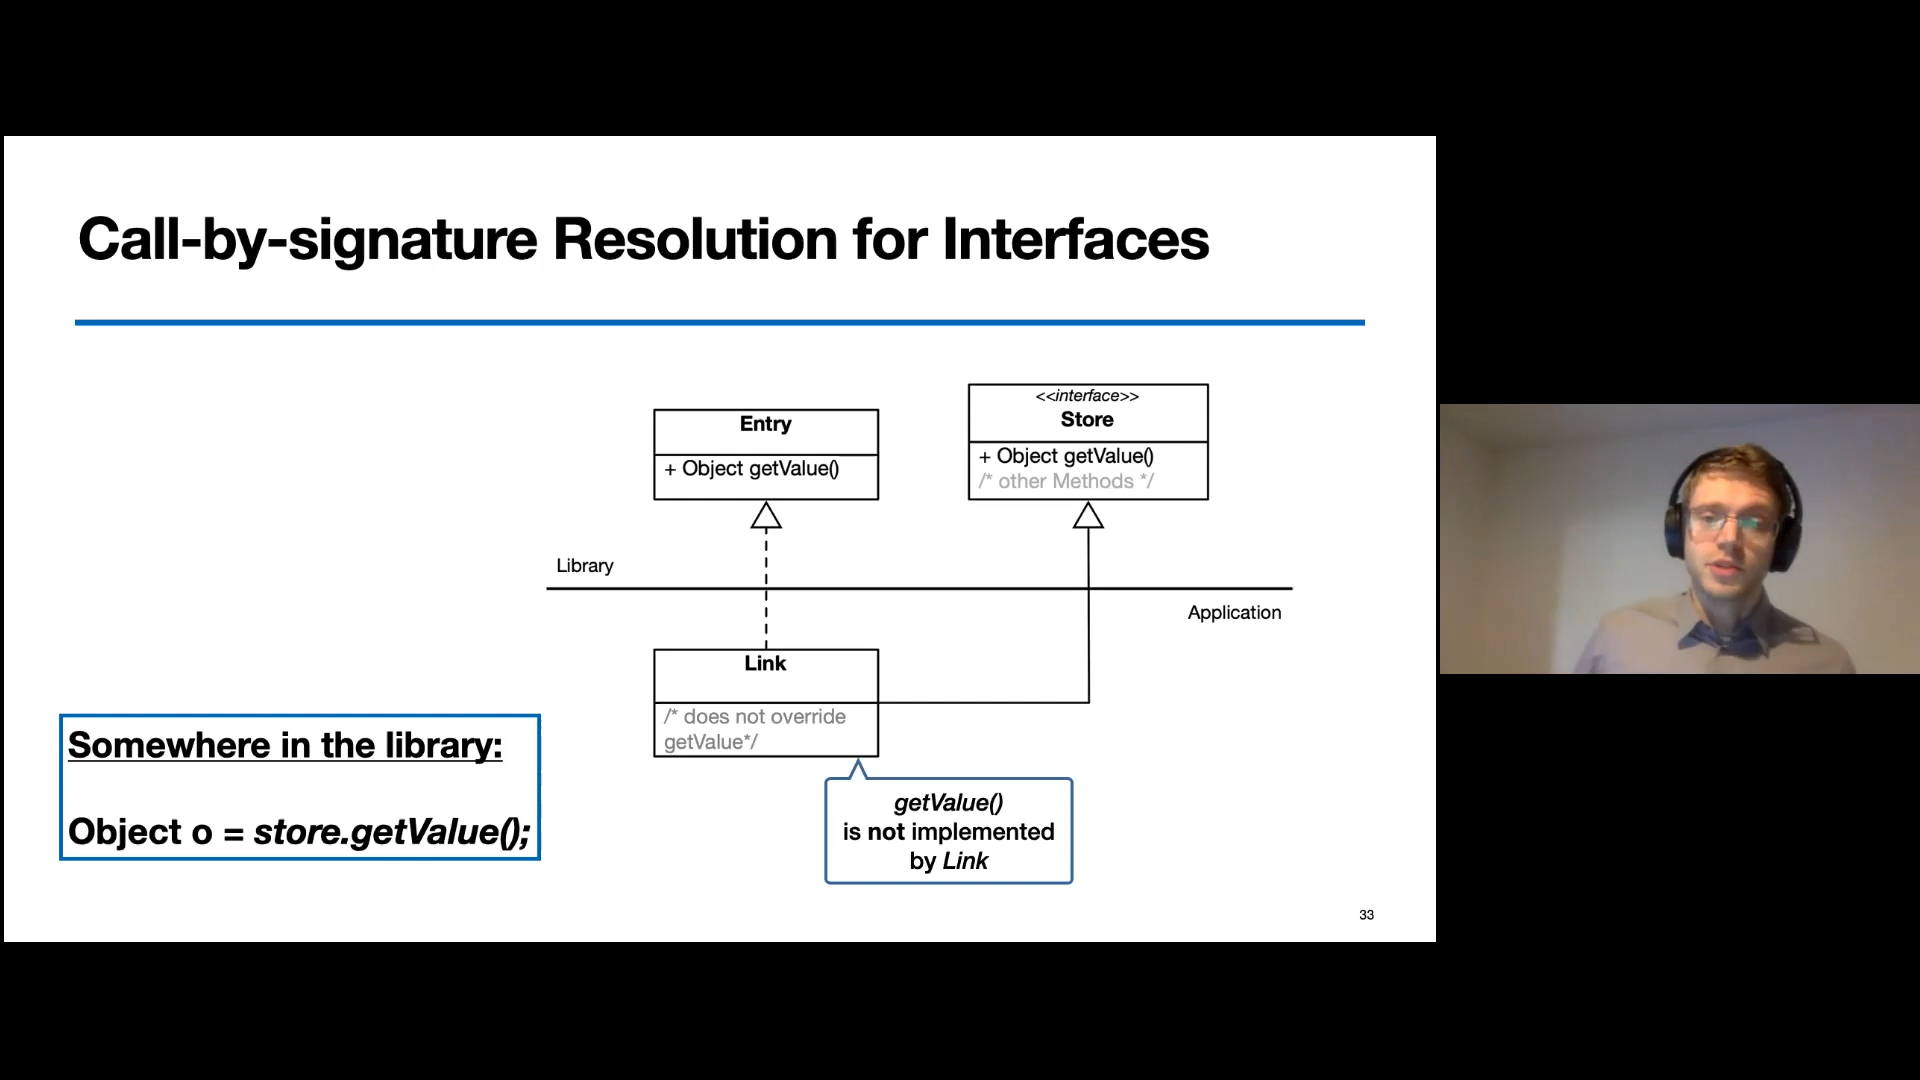 Call-by-signature Resolution for Interfaces
Entry
+ Object getValue()
<<interface>>
Store
+ Object getValue()
/* other Methods */
Library
Application
Link
/* does not override
getValue*/
Somewhere in the library:
Object o = store.getValue();
getValue()
is not implemented
by Link
33